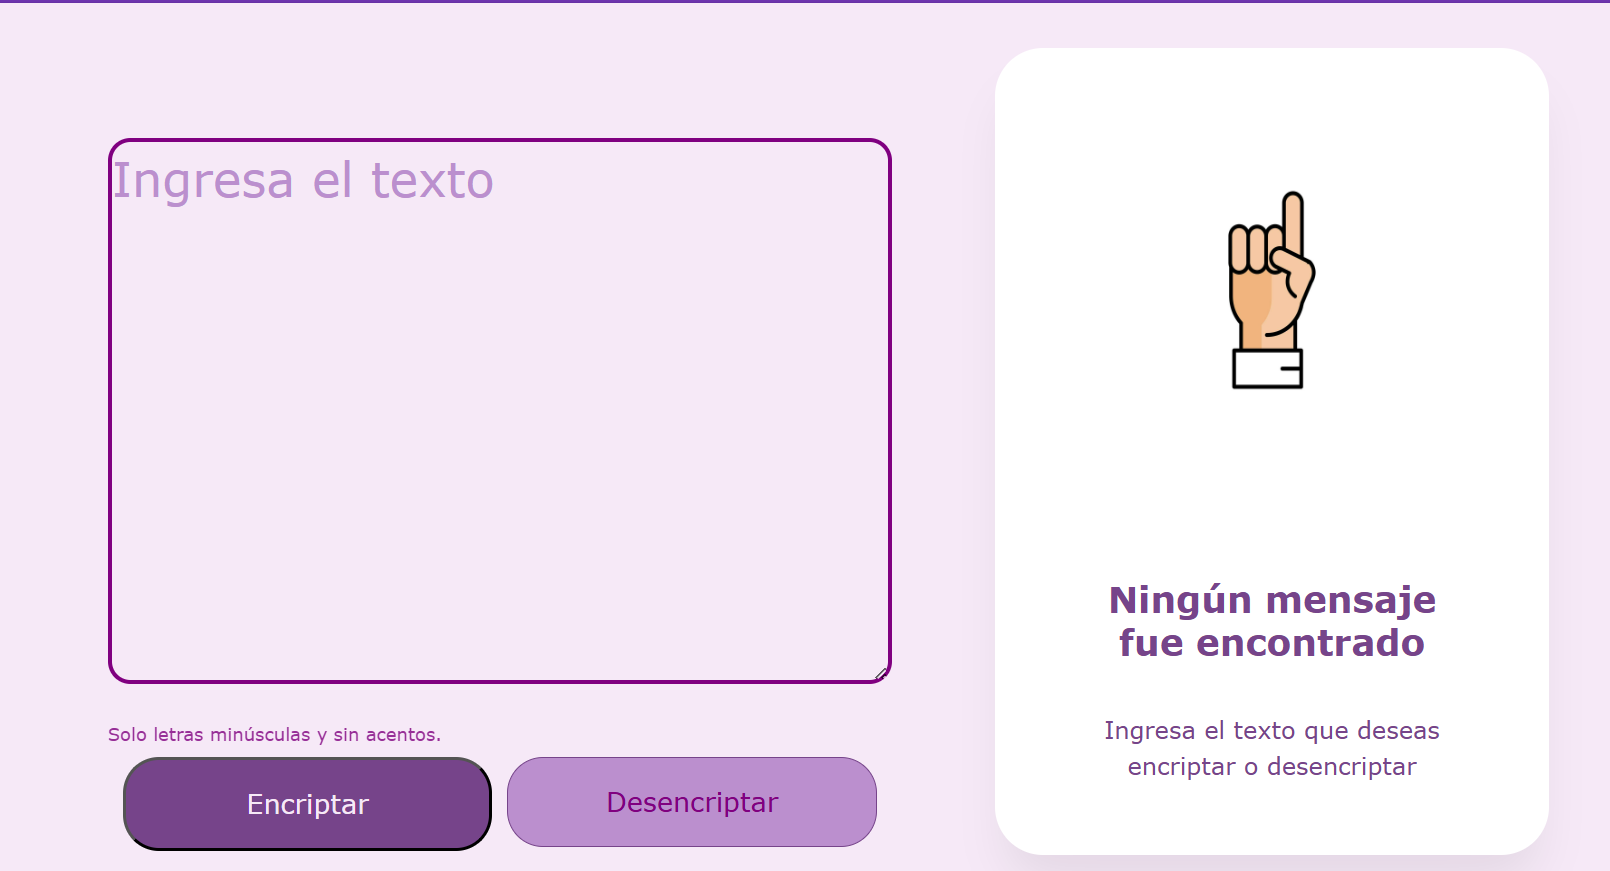 Ingresa el texto
Solo letras minúsculas y sin acentos.
Encriptar
Desencriptar
Ningún mensaje
fue encontrado
Ingresa el texto que deseas
encriptar o desencriptar